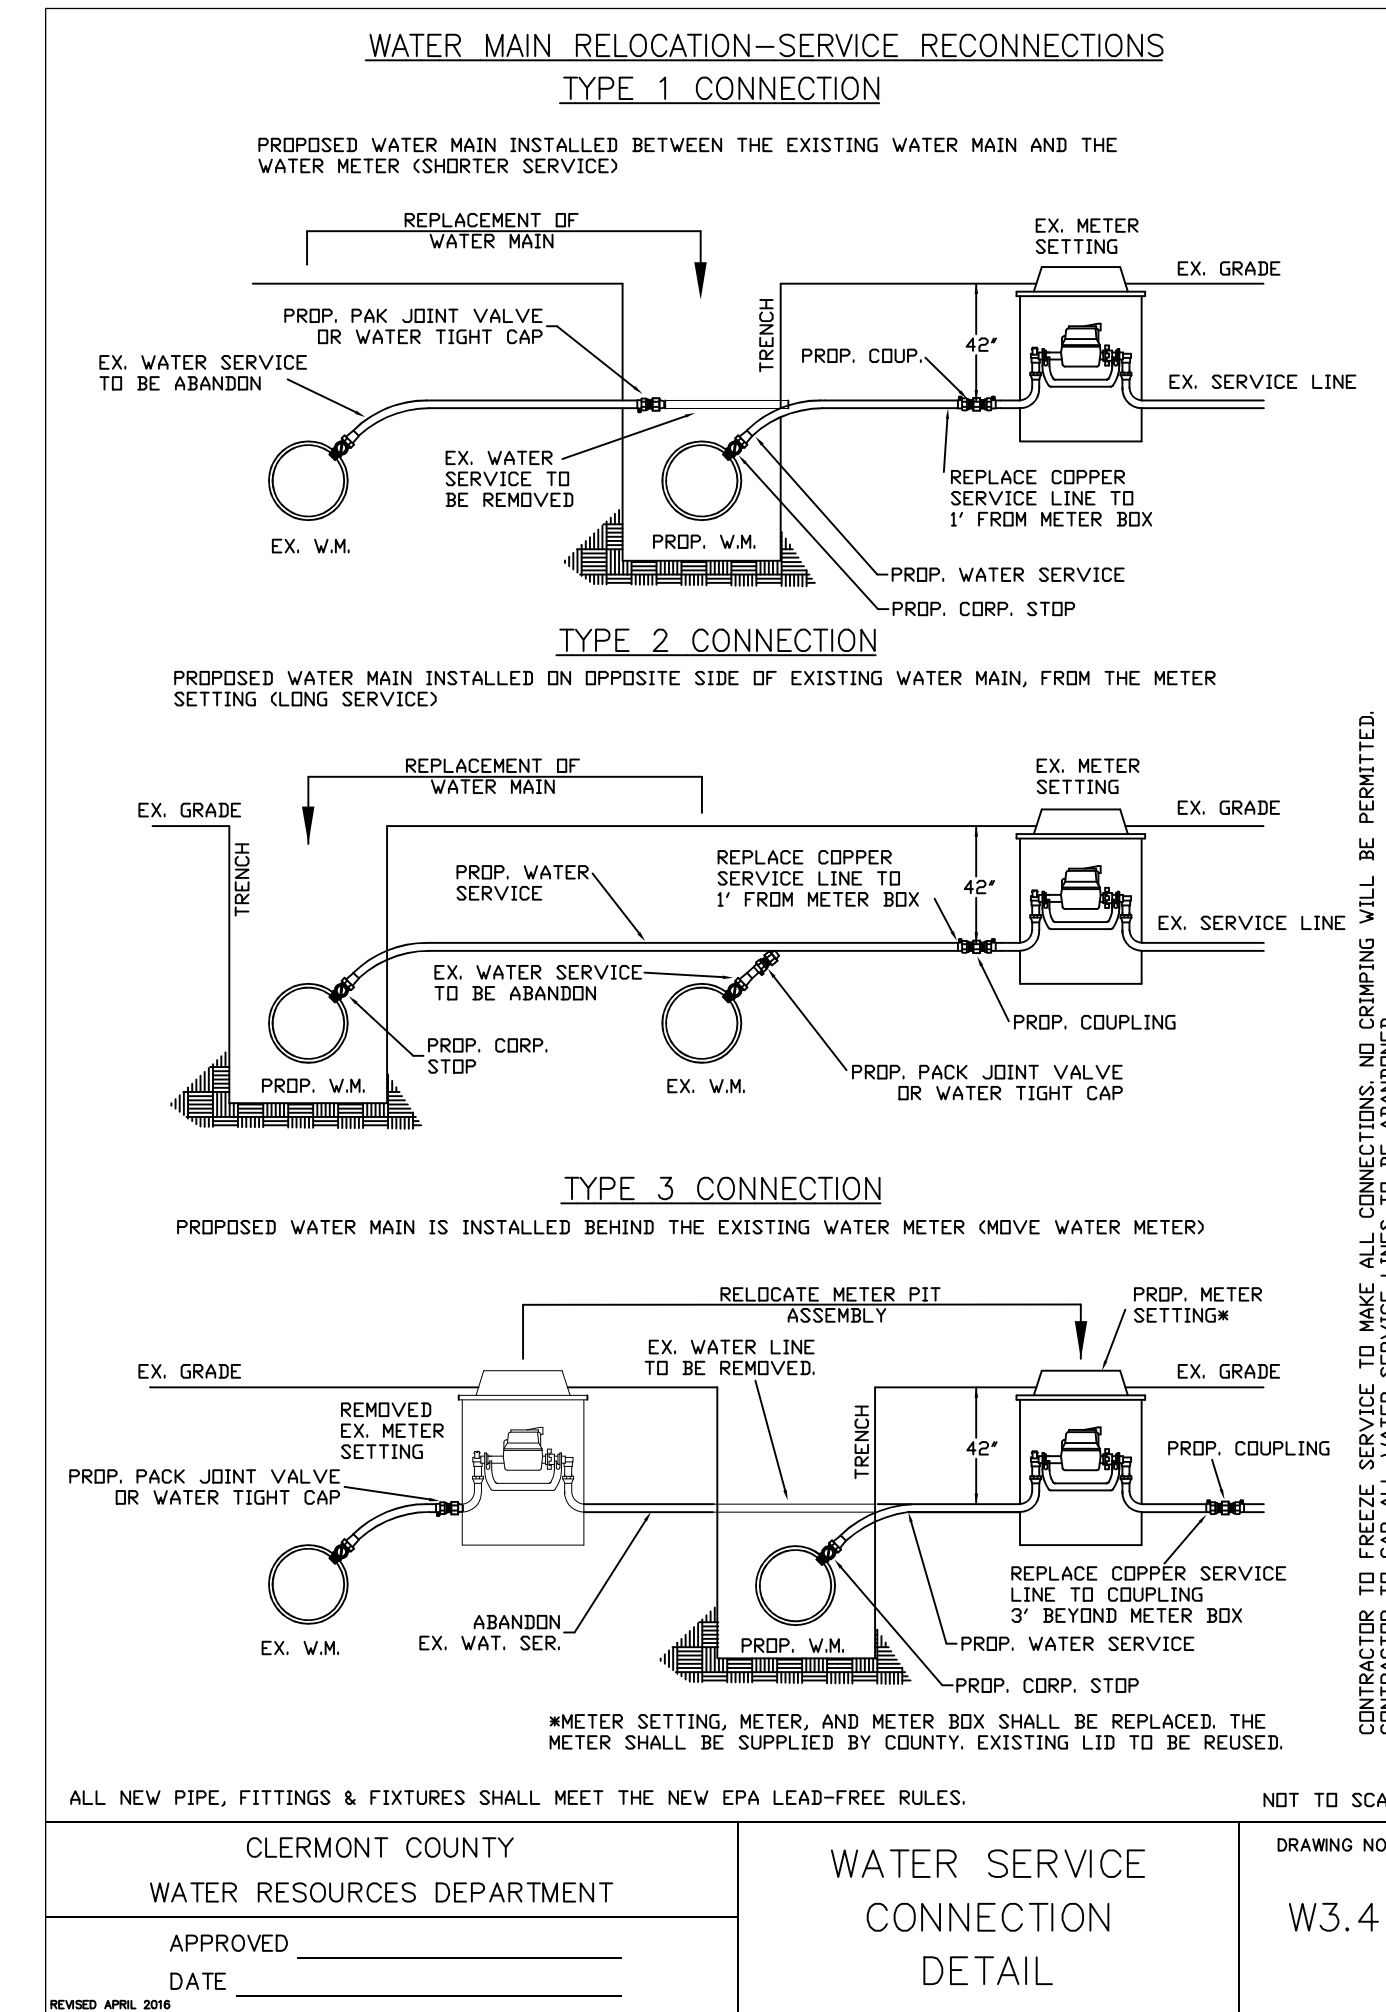 WATER MAIN RELOCATION-SERVICE RECONNECTIONS
TYPE 1 CONNECTION
PROPOSED WATER MAIN INSTALLED BETWEEN THE EXISTING WATER MAIN AND THE
WATER METER (SHORTER SERVICE)
REPLACEMENT OF
WATER MAIN
EX. METER
SETTING
EX. GRADE
PROP. PAK JOINT VALVE
OR WATER TIGHT CAP
TRENCH
PROP. COUP.
42"
EX. WATER SERVICE
TO BE ABANDON
EX. SERVICE LINE
EX. WATER
SERVICE TO
BE REMOVED
REPLACE COPPER
SERVICE LINE TO
1' FROM METER BOX
EX. W.M.
PROP. W.M.
PROP. WATER SERVICE
PROP. CORP. STOP
TYPE 2 CONNECTION
PROPOSED WATER MAIN INSTALLED ON OPPOSITE SIDE OF EXISTING WATER MAIN, FROM THE METER
SETTING (LONG SERVICE)
REPLACEMENT OF
WATER MAIN
EX. METER
SETTING
EX. GRADE
EX. GRADE
TRENCH
PROP. WATER
SERVICE
REPLACE COPPER
SERVICE LINE TO
1' FROM METER BOX
42"
EX. SERVICE LINE
EX. WATER SERVICE
TO BE ABANDON
PROP. COUPLING
PROP. CORP.
STOP
PROP. W.M.
EX. W.M.
PROP. PACK JOINT VALVE
OR WATER TIGHT CAP
TYPE 3 CONNECTION
PROPOSED WATER MAIN IS INSTALLED BEHIND THE EXISTING WATER METER (MOVE WATER METER)
RELOCATE METER PIT
ASSEMBLY
PROP. METER
SETTING*
EX. WATER LINE
TO BE REMOVED.
EX. GRADE
EX. GRADE
REMOVED
EX. METER
SETTING
TRENCH
42"
PROP. COUPLING
PROP. PACK JOINT VALVE
OR WATER TIGHT CAP
REPLACE COPPER SERVICE
LINE TO COUPLING
3' BEYOND METER BOX
ABANDON
EX. WAT. SER.
EX. W.M.
PROP. W.M.
PROP. WATER SERVICE
PROP. CORP. STOP
*METER SETTING, METER, AND METER BOX SHALL BE REPLACED. THE
METER SHALL BE SUPPLIED BY COUNTY. EXISTING LID TO BE REUSED.
CONTRACTOR TO FREEZE SERVICE TO MAKE ALL CONNECTIONS. NO CRIMPING WILL BE PERMITTED.
CONTRACTOR TO CAP ALL WATER SERVICE LINES TO BE ABANDONED
ALL NEW PIPE, FITTINGS & FIXTURES SHALL MEET THE NEW EPA LEAD-FREE RULES.
NOT TO SCA
CLERMONT COUNTY
WATER RESOURCES DEPARTMENT
APPROVED
DATE
REVISED APRIL 2016
WATER SERVICE
CONNECTION
DETAIL
DRAWING NO
W3.4